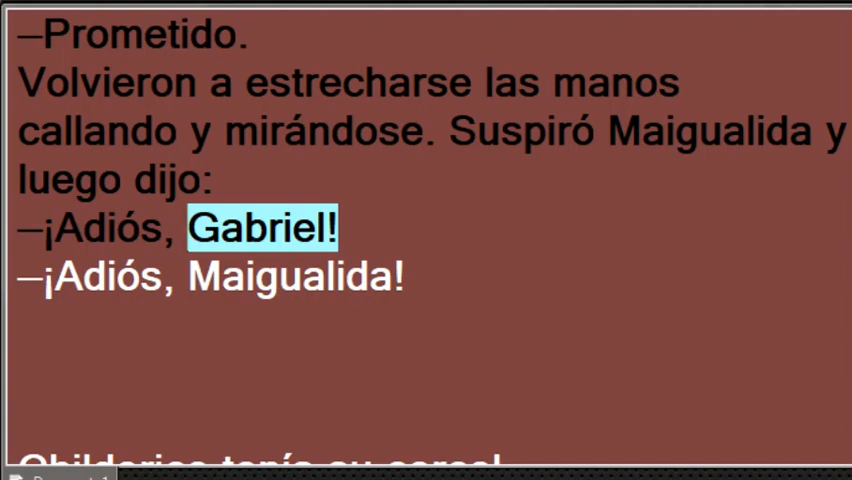 –Prometido.
Volvieron a estrecharse las manos
callando y mirándose. Suspiró Maigualida y
luego dijo:
–¡Adiós, Gabriel!
–¡Adiós, Maigualida!